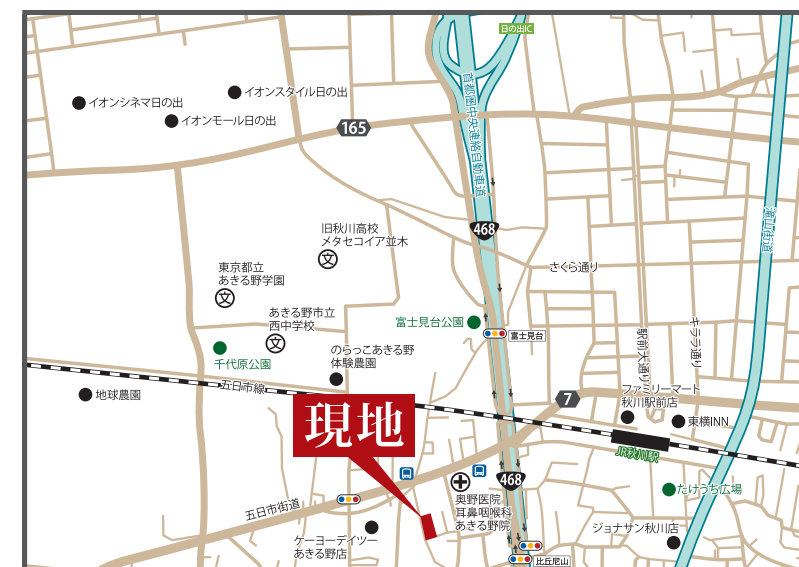 日の出IC
イオンスタイル日の出
イオンシネマ日の出
イオンモール日の出
165
首都圏中央連絡自動車道
468
滝山街道
旧秋川高校
メタセコイア並木
東京都立
あきる野学園
さくら通り
あきる野市立
西中学校
富士見台公園
富士見台
千代原公園
のらっこあきる野
体験農園
駅前大通り
キララ通り
五日市線
地球農園
7
ファミリーマート
秋川駅前店
東横INN
現地
JR秋川駅
468
たけうち広場
奥野医院
耳鼻咽喉科
あきる野院
五日市街道
ジョナサン秋川店
ケーヨーデイツー
あきる野店
比丘尼山